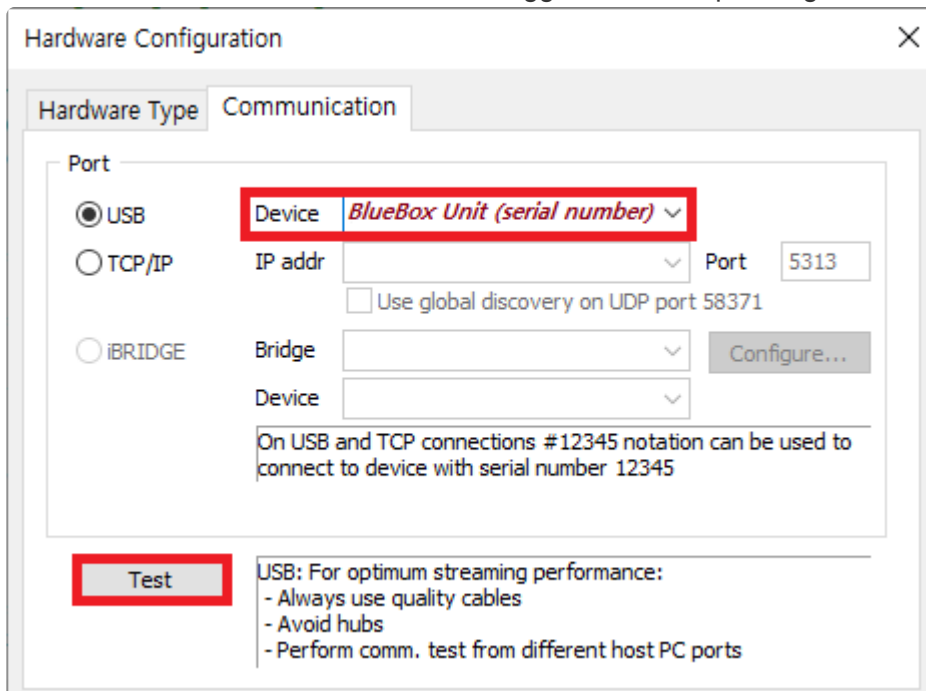 Hardware Configuration
Hardware Type Communication
Port
USB Device BlueBox Unit (serial number)
TCP/IP IP addr Port 5313
Use global discovery on UDP port 58371
iBRIDGE Bridge Configure...
Device
On USB and TCP connections #12345 notation can be used to
connect to device with serial number 12345
Test
USB: For optimum streaming performance:
- Always use quality cables
- Avoid hubs
- Perform comm. test from different host PC ports